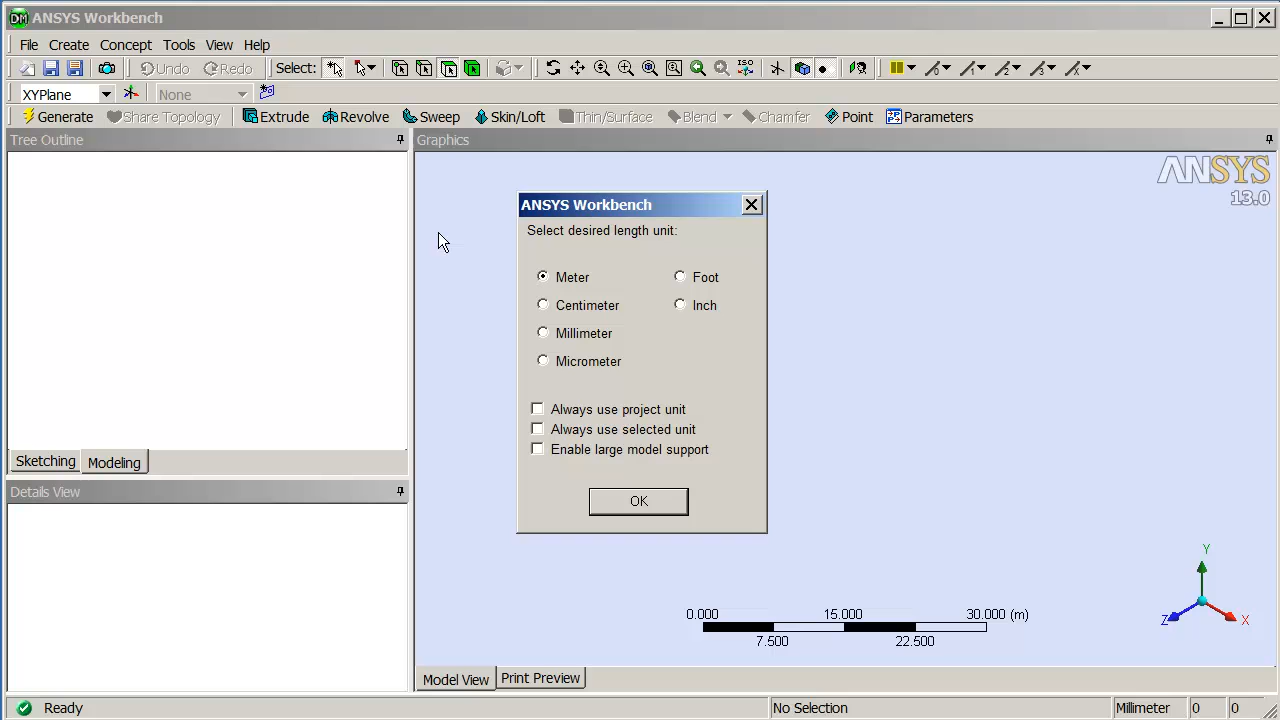 DM ANSYS Workbench
File Create Concept Tools View Help
Undo Redo Select: ISO
XYPlane None
Generate Share Topology Extrude Revolve Sweep Skin/Loft Thin/Surface Blend Chamfer Point Parameters
Tree Outline
Graphics
ANSYS
13.0
ANSYS Workbench
Select desired length unit:
Meter Foot
Centimeter Inch
Millimeter
Micrometer
Always use project unit
Always use selected unit
Enable large model support
OK
Sketching Modeling
Details View
Y
X
Z
0.000 15.000 30.000 (m)
7.500 22.500
Model View Print Preview
Ready No Selection Millimeter 0 0